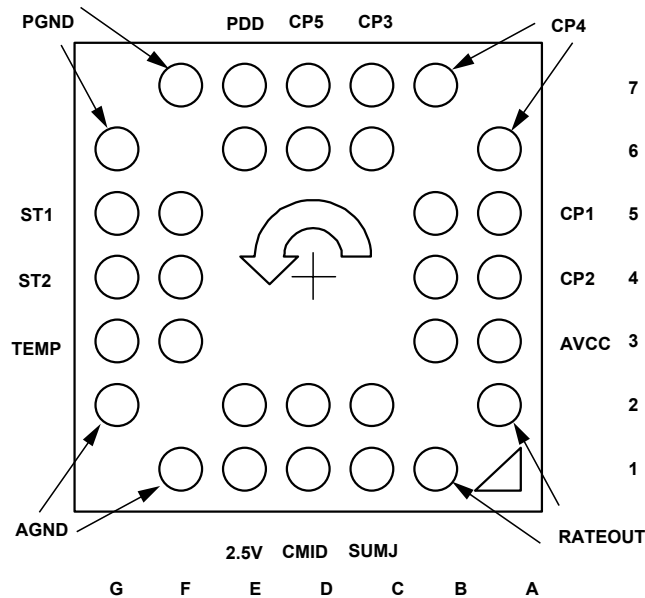 PGND PDD CP5 CP3 CP4
7
6
ST1 CP1 5
ST2 CP2 4
TEMP AVCC 3
2
1
AGND RATEOUT
2.5V CMID SUMJ
G F E D C B A